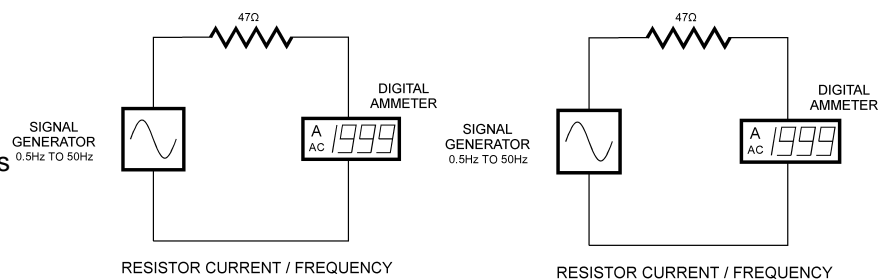 47Ω
DIGITAL
AMMETER
A
AC
1999
SIGNAL
GENERATOR
0.5Hz TO 50Hz
S
RESISTOR CURRENT / FREQUENCY
47Ω
DIGITAL
AMMETER
A
AC
1999
SIGNAL
GENERATOR
0.5Hz TO 50Hz
RESISTOR CURRENT / FREQUENCY